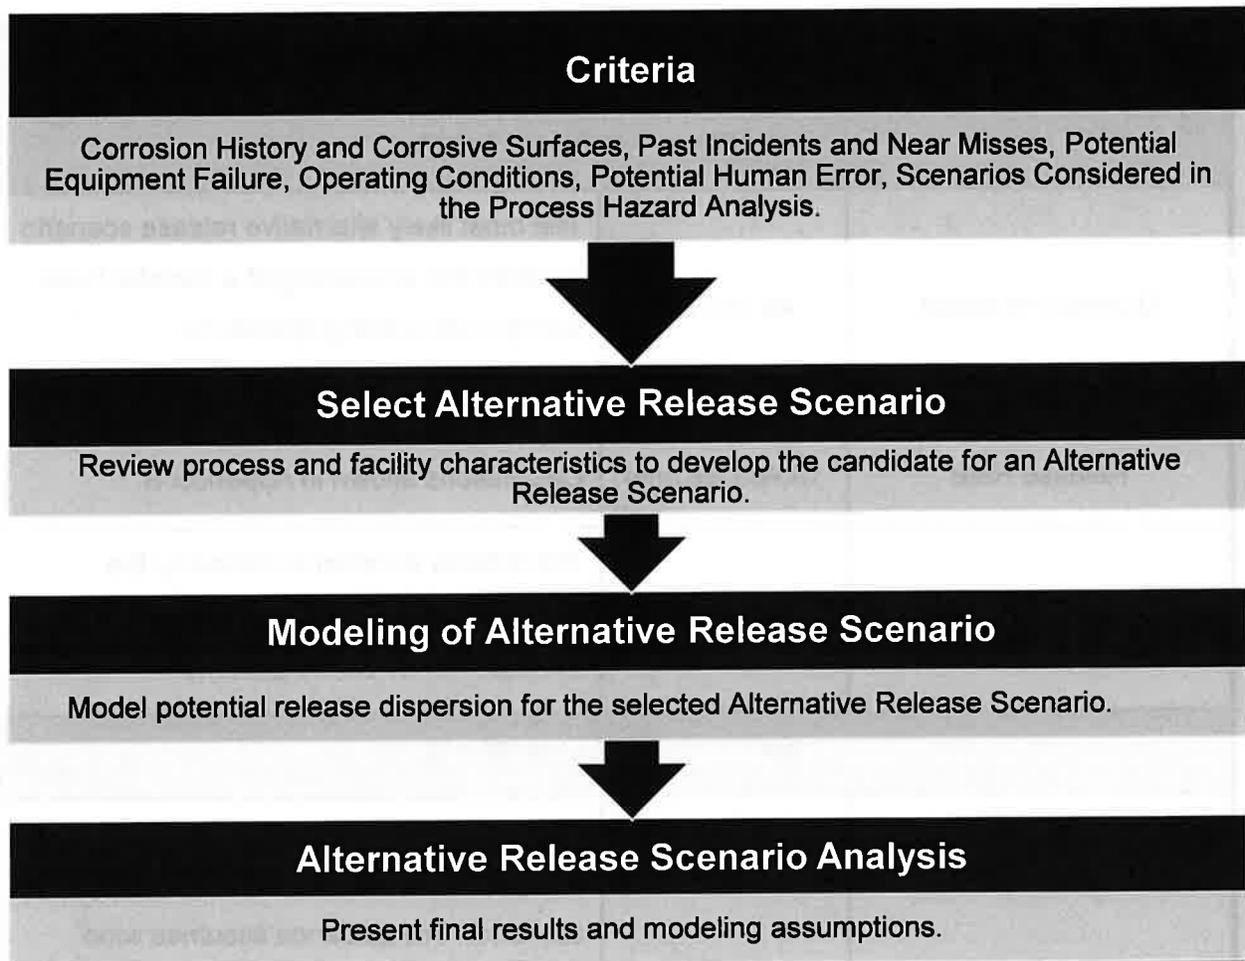 Criteria
Corrosion History and Corrosive Surfaces, Past Incidents and Near Misses, Potential
Equipment Failure, Operating Conditions, Potential Human Error, Scenarios Considered in
the Process Hazard Analysis.
Select Alternative Release Scenario
Review process and facility characteristics to develop the candidate for an Alternative
Release Scenario.
Modeling of Alternative Release Scenario
Model potential release dispersion for the selected Alternative Release Scenario.
Alternative Release Scenario Analysis
Present final results and modeling assumptions.